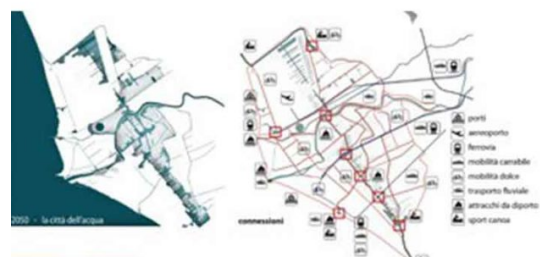 2050 - la città dell'acqua
connessioni
porti
aeroporto
ferrovia
mobilità carrabile
mobilità dolce
trasporto fluviale
attracchi da diporto
sport canoa